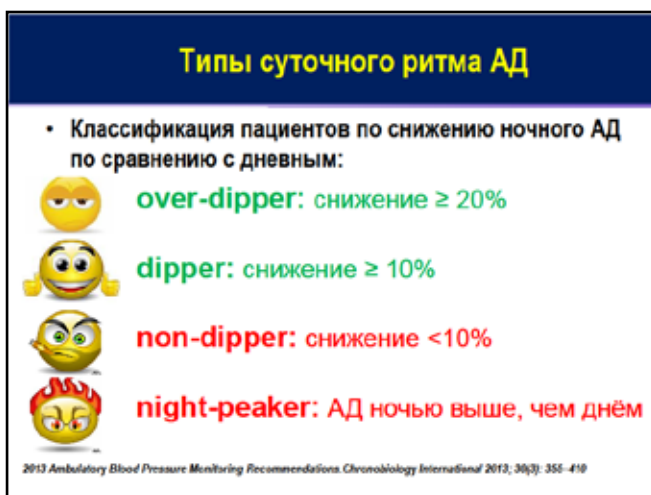 Типы суточного ритма АД
• Классификация пациентов по снижению ночного АД
по сравнению с дневным:
over-dipper: снижение ≥ 20%
dipper: снижение ≥ 10%
non-dipper: снижение <10%
night-peaker: АД ночью выше, чем днём
2013 Ambulatory Blood Pressure Monitoring Recommendations. Chronobiology International 2013; 30(3): 355–410